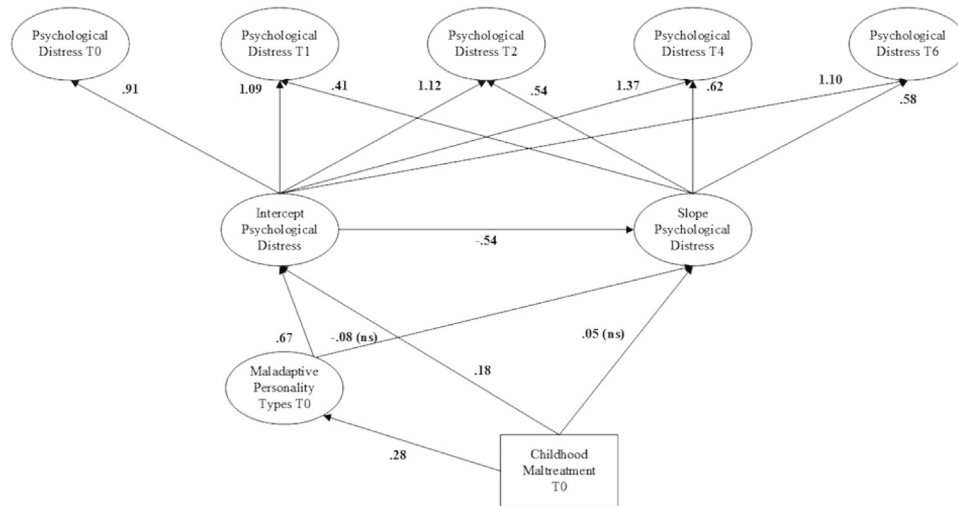 Psychological
Distress T0
Psychological
Distress T1
Psychological
Distress T2
Psychological
Distress T4
Psychological
Distress T6
.91
1.09
.41
1.12
.54
1.37
.62
1.10
.58
Intercept
Psychological
Distress
Slope
Psychological
Distress
-.54
.67
-.08 (ns)
.05 (ns)
.18
Maladaptive
Personality
Types T0
.28
Childhood
Maltreatment
T0